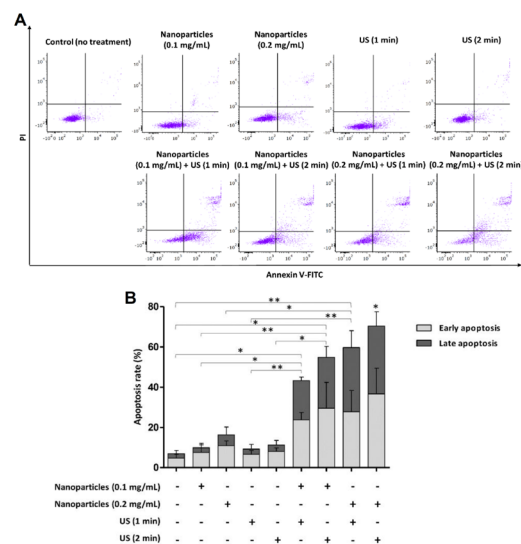 A
Control (no treatment)
Nanoparticles
(0.1 mg/mL)
Nanoparticles
(0.2 mg/mL)
US (1 min)
US (2 min)
Nanoparticles
(0.1 mg/mL) + US (1 min)
Nanoparticles
(0.1 mg/mL) + US (2 min)
Nanoparticles
(0.2 mg/mL) + US (1 min)
Nanoparticles
(0.2 mg/mL) + US (2 min)
PI
Annexin V-FITC
B
Apoptosis rate (%)
80
60
40
20
0
** * ** * ** * * * ** *
Early apoptosis
Late apoptosis
Nanoparticles (0.1 mg/mL) - + - - - + + - -
Nanoparticles (0.2 mg/mL) - - + - - - - + +
US (1 min) - - - + - + - + -
US (2 min) - - - - + - + - +